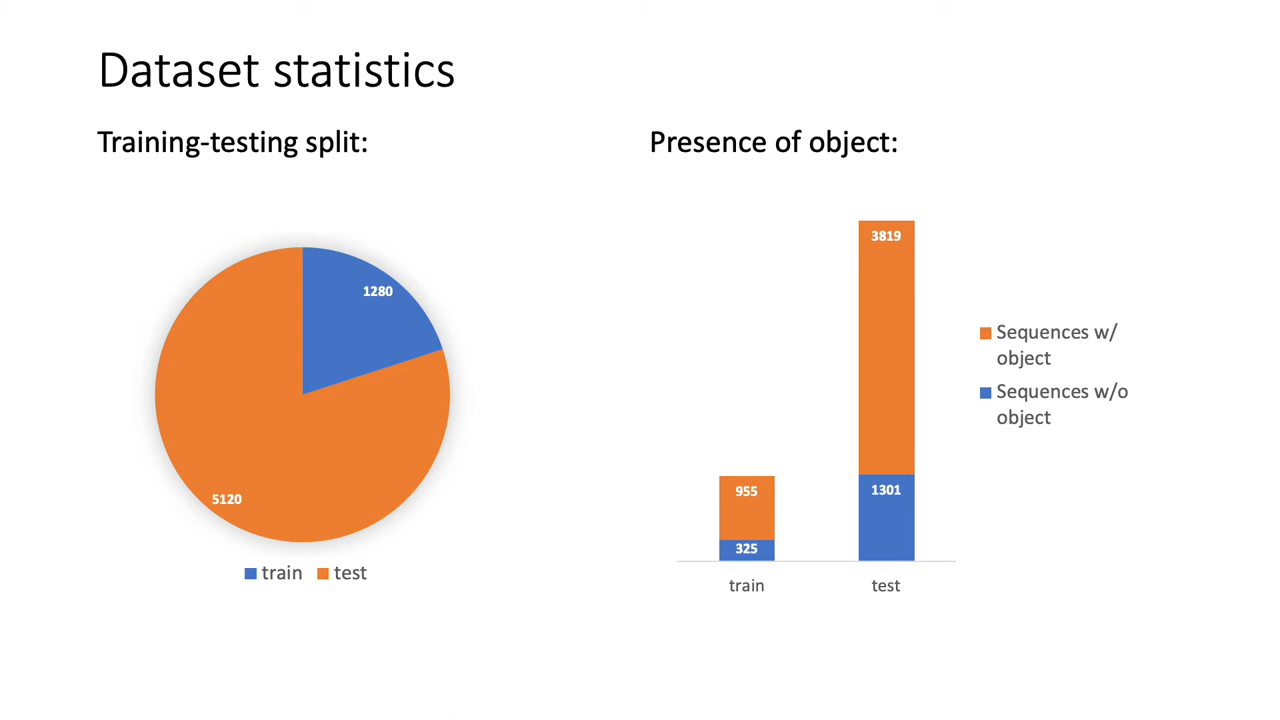 Dataset statistics
Training-testing split:
1280
5120
train test
Presence of object:
3819
955
1301
325
train test
Sequences w/
object
Sequences w/o
object